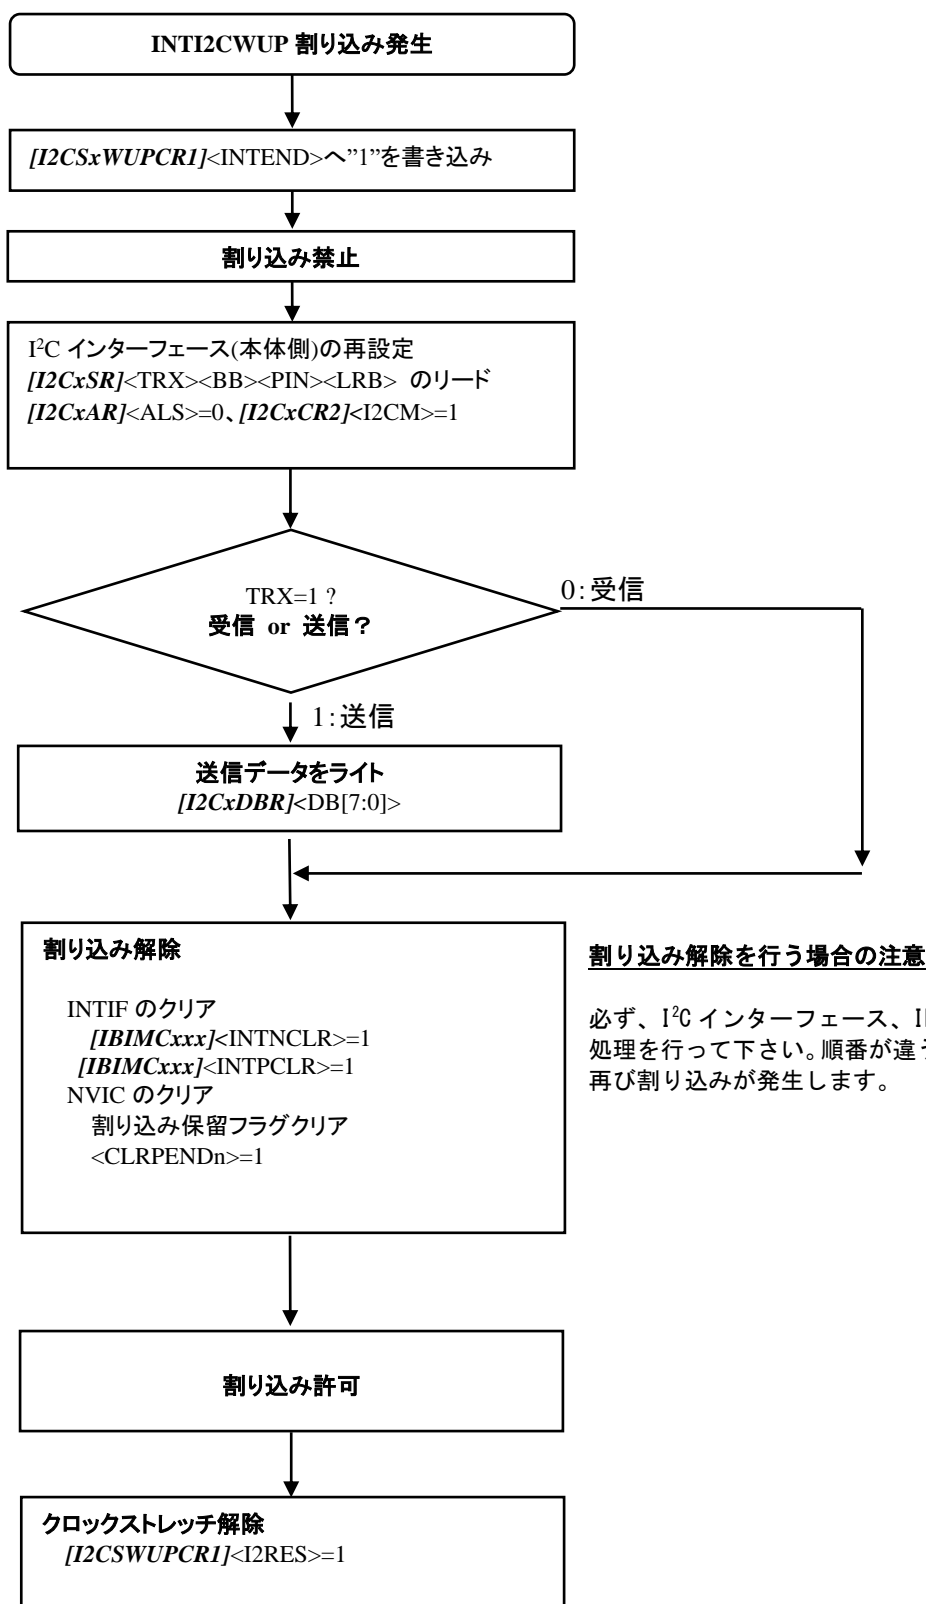 INTI2CWUP 割り込み発生
[I2CSxWUPCR1]<INTEND>へ”1”を書き込み
割り込み禁止
I²C インターフェース(本体側)の再設定
[I2CxSR]<TRX><BB><PIN><LRB> のリード
[I2CxAR]<ALS>=0、[I2CxCR2]<I2CM>=1
TRX=1 ?
受信 or 送信?
0:受信
1:送信
送信データをライト
[I2CxDBR]<DB[7:0]>
割り込み解除
INTIF のクリア
[IBIMCxxx]<INTNCLR>=1
[IBIMCxxx]<INTPCLR>=1
NVIC のクリア
割り込み保留フラグクリア
<CLRPENDn>=1
割り込み解除を行う場合の注意
必ず、I²C インターフェース、
処理を行って下さい。順番が違
再び割り込みが発生します。
割り込み許可
クロックストレッチ解除
[I2CSWUPCR1]<I2RES>=1